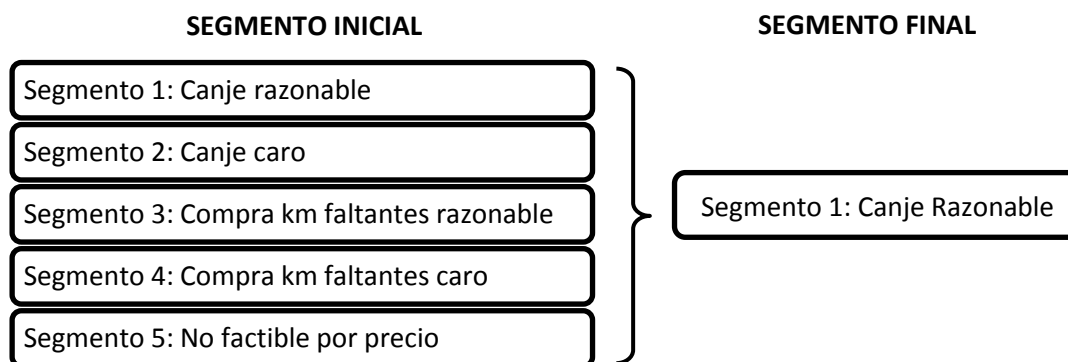 SEGMENTO INICIAL
SEGMENTO FINAL
Segmento 1: Canje razonable
Segmento 2: Canje caro
Segmento 3: Compra km faltantes razonable
Segmento 4: Compra km faltantes caro
Segmento 5: No factible por precio
Segmento 1: Canje Razonable